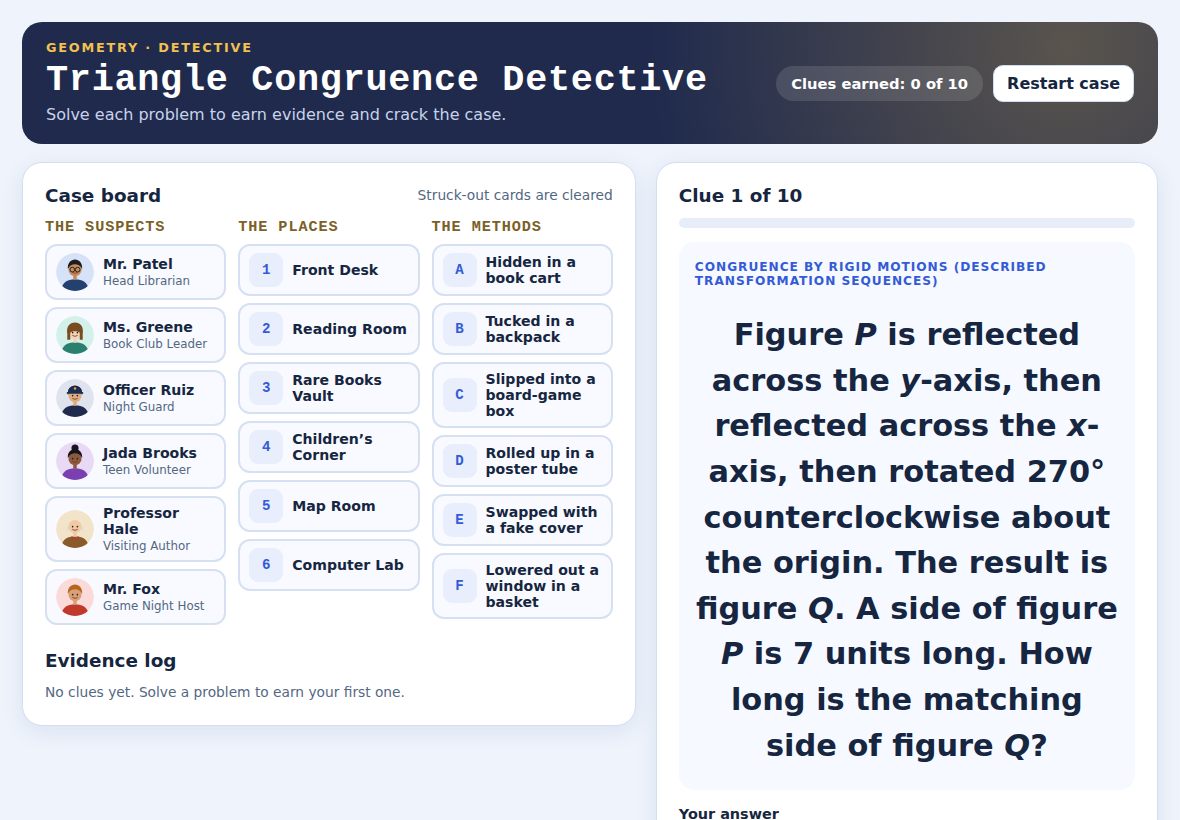 GEOMETRY · DETECTIVE
Triangle Congruence Detective
Solve each problem to earn evidence and crack the case.
Clues earned: 0 of 10
Restart case
Case board
Struck-out cards are cleared
THE SUSPECTS
Mr. Patel
Head Librarian
Ms. Greene
Book Club Leader
Officer Ruiz
Night Guard
Jada Brooks
Teen Volunteer
Professor
Hale
Visiting Author
Mr. Fox
Game Night Host
THE PLACES
1 Front Desk
2 Reading Room
3 Rare Books
Vault
4 Children’s
Corner
5 Map Room
6 Computer Lab
THE METHODS
A Hidden in a
book cart
B Tucked in a
backpack
C Slipped into a
board-game
box
D Rolled up in a
poster tube
E Swapped with
a fake cover
F Lowered out a
window in a
basket
Evidence log
No clues yet. Solve a problem to earn your first one.
Clue 1 of 10
CONGRUENCE BY RIGID MOTIONS (DESCRIBED
TRANSFORMATION SEQUENCES)
Figure P is reflected
across the y-axis, then
reflected across the x-
axis, then rotated 270°
counterclockwise about
the origin. The result is
figure Q. A side of figure
P is 7 units long. How
long is the matching
side of figure Q?
Your answer